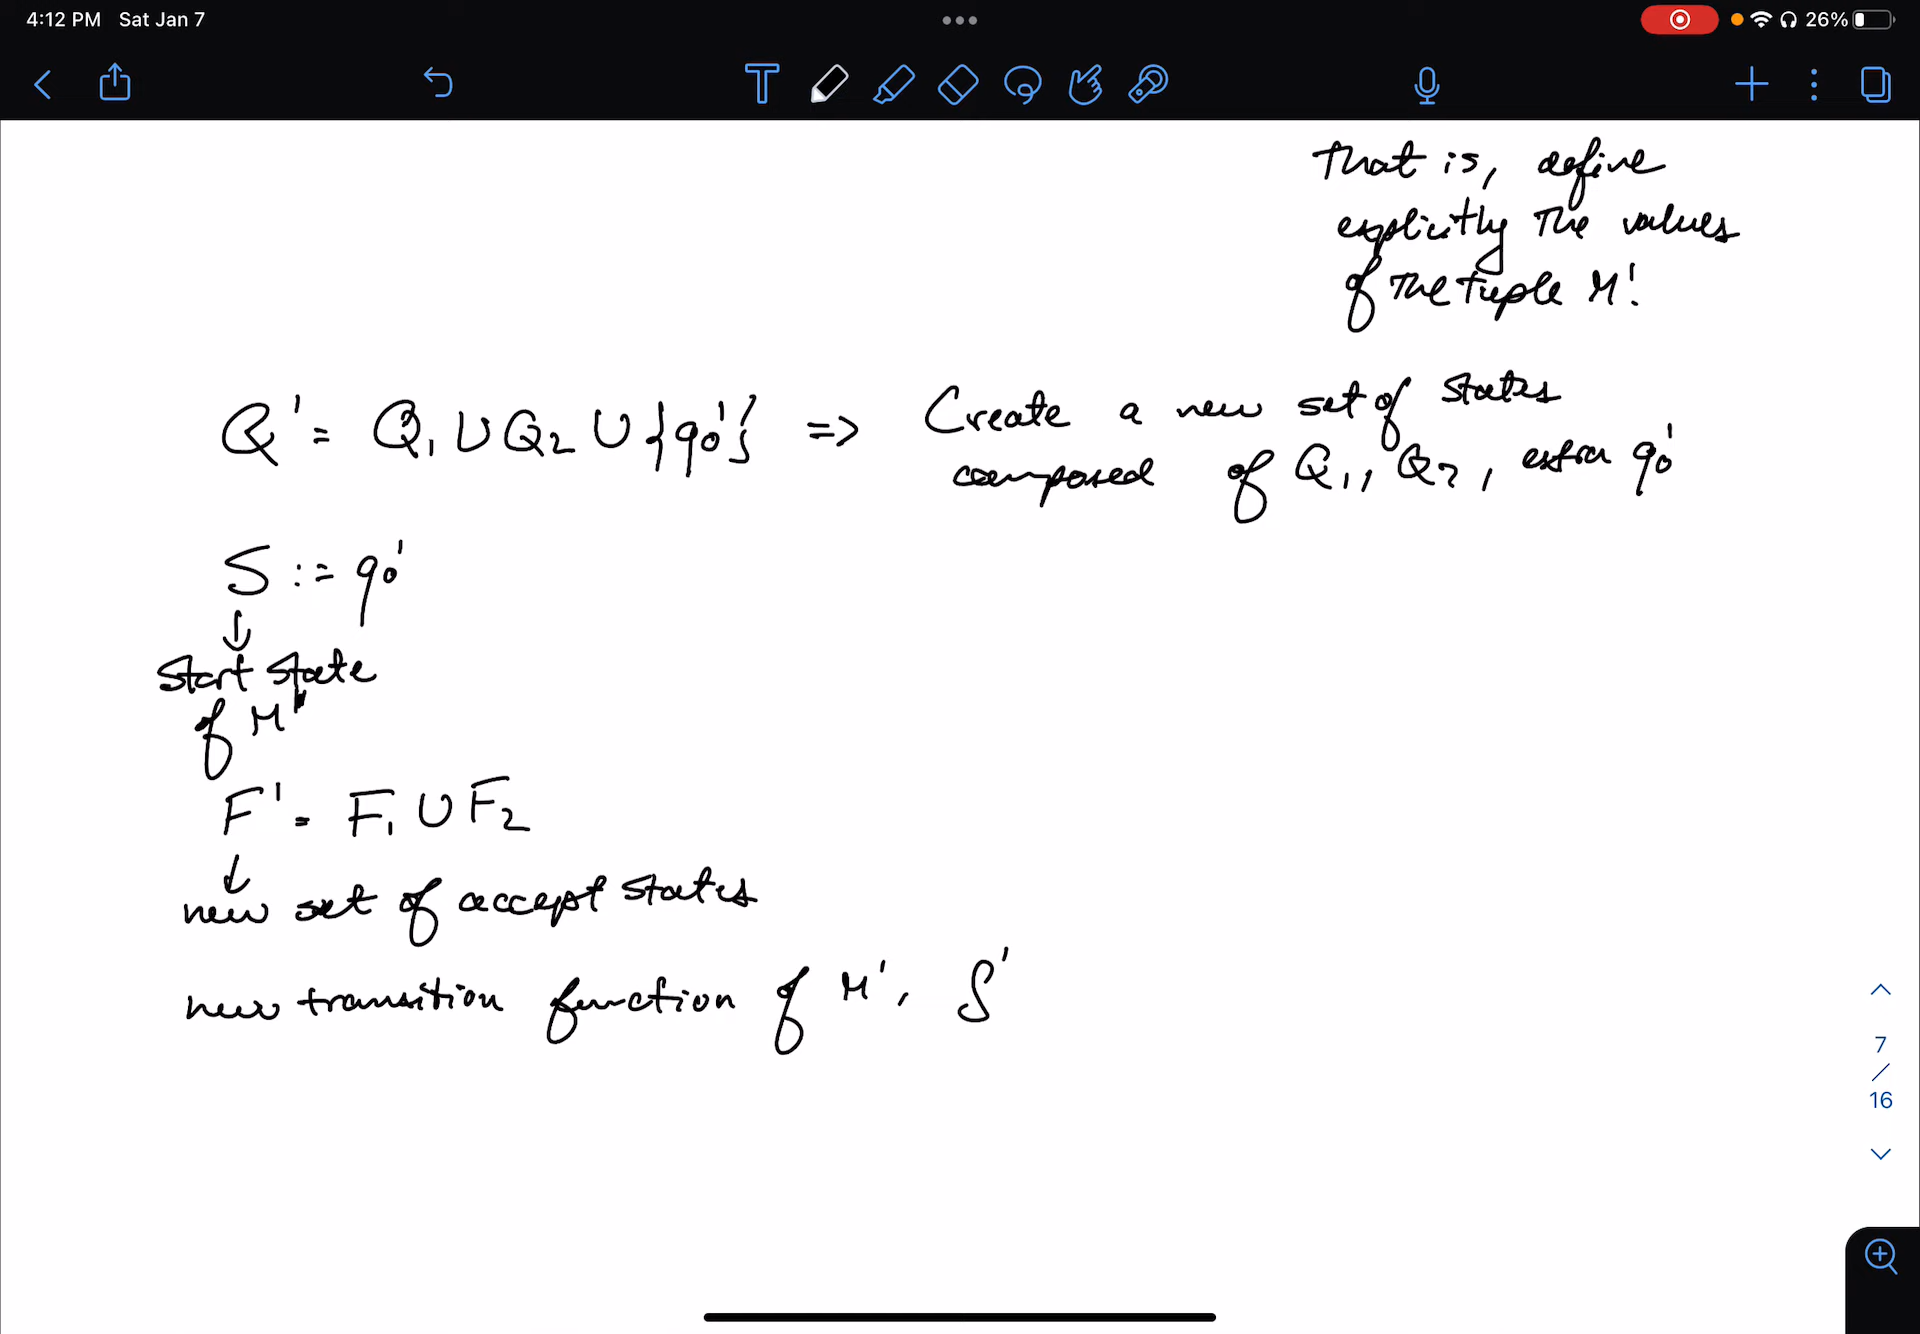 4:12 PM Sat Jan 7
26%
That is, define
explicitly the values
of the tuple M'.
Q' = Q₁ ∪ Q₂ ∪ {q₀'} => Create a new set of states
composed of Q₁, Q₂, extra q₀'
S := q₀'
↓
start state
of M'
F' = F₁ ∪ F₂
↓
new set of accept states
new transition function of M', δ'
7
/
16